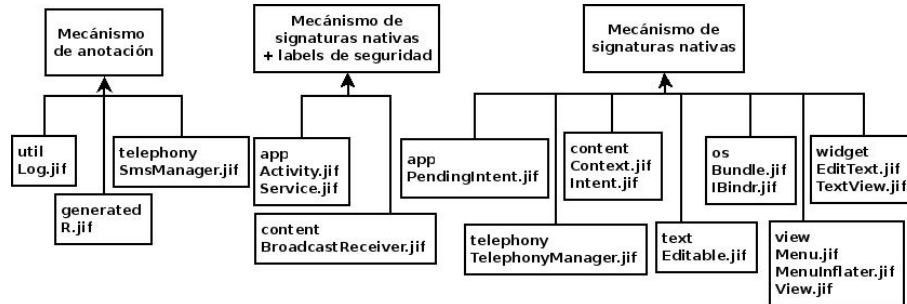 Mecánismo
de anotación
Mecánismo de
signaturas nativas
+ labels de seguridad
Mecánismo de
signaturas nativas
util
Log.jif
telephony
SmsManager.jif
generated
R.jif
app
Activity.jif
Service.jif
content
BroadcastReceiver.jif
app
PendingIntent.jif
content
Context.jif
Intent.jif
os
Bundle.jif
IBindr.jif
widget
EditText.jif
TextView.jif
telephony
TelephonyManager.jif
text
Editable.jif
view
Menu.jif
MenuInflater.jif
View.jif